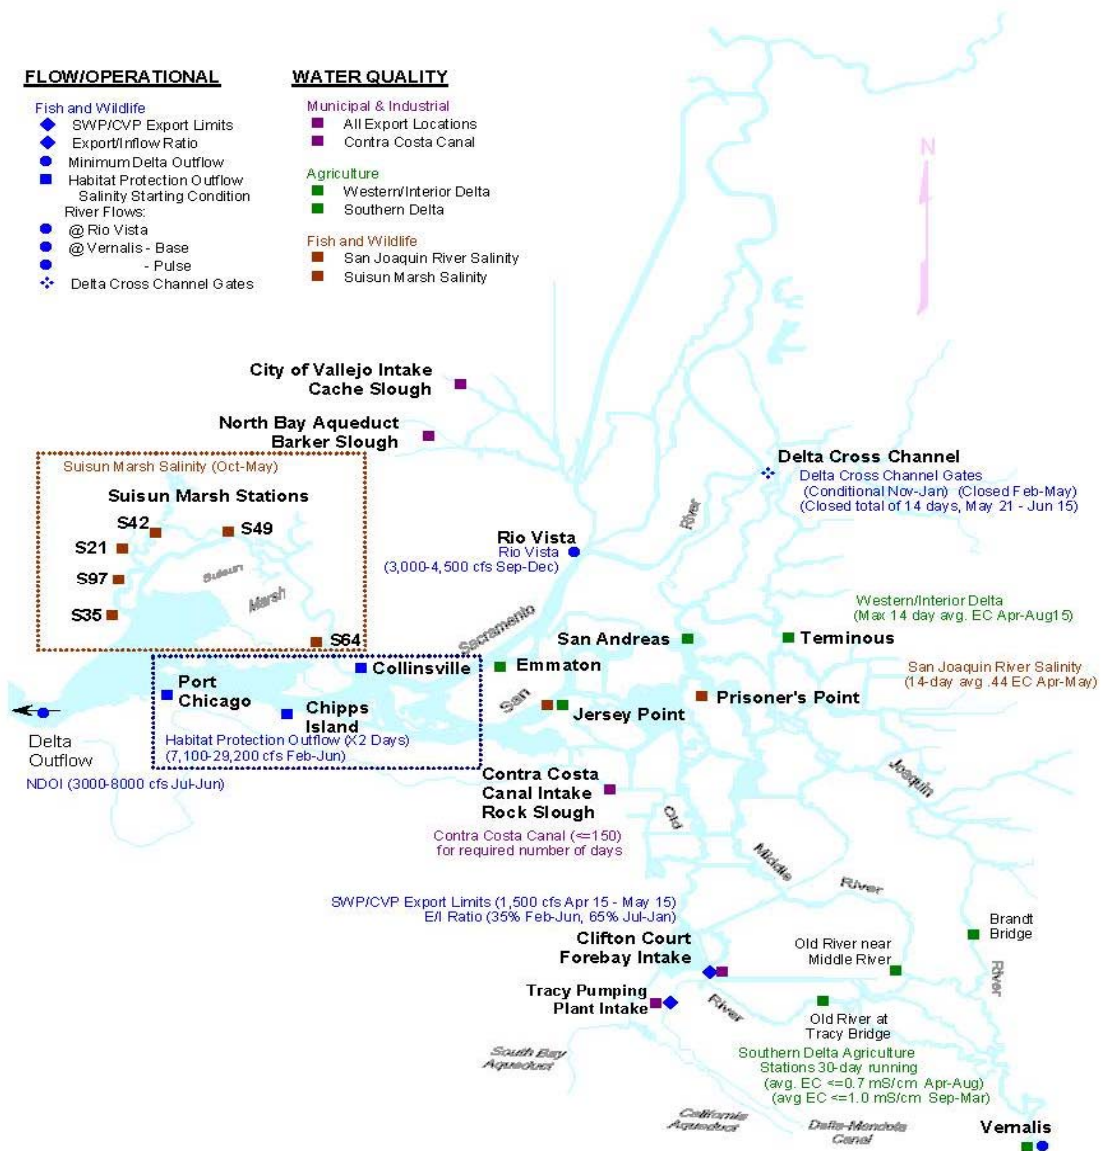 FLOW/OPERATIONAL
Fish and Wildlife
SWP/CVP Export Limits
Export/Inflow Ratio
Minimum Delta Outflow
Habitat Protection Outflow
Salinity Starting Condition
River Flows:
@ Rio Vista
@ Vernalis - Base
- Pulse
Delta Cross Channel Gates
WATER QUALITY
Municipal & Industrial
All Export Locations
Contra Costa Canal
Agriculture
Western/Interior Delta
Southern Delta
Fish and Wildlife
San Joaquin River Salinity
Suisun Marsh Salinity
N
City of Vallejo Intake
Cache Slough
North Bay Aqueduct
Barker Slough
Suisun Marsh Salinity (Oct-May)
Suisun Marsh Stations
S42
S49
S21
S97
S35
S64
Suisun
Marsh
Delta Cross Channel
Delta Cross Channel Gates
(Conditional Nov-Jan) (Closed Feb-May)
(Closed total of 14 days, May 21 - Jun 15)
River
Rio Vista
Rio Vista
(3,000-4,500 cfs Sep-Dec)
Sacramento
Western/Interior Delta
(Max 14 day avg. EC Apr-Aug15)
San Andreas
Terminous
Collinsville
Emmaton
San Joaquin River Salinity
(14-day avg .44 EC Apr-May)
Port
Chicago
Chipps
Island
San
Jersey Point
Prisoner's Point
Habitat Protection Outflow (X2 Days)
(7,100-29,200 cfs Feb-Jun)
Delta
Outflow
NDOI (3000-8000 cfs Jul-Jun)
Contra Costa
Canal Intake
Rock Slough
Joaquin
Contra Costa Canal (<=150)
for required number of days
Old
Middle
River
SWP/CVP Export Limits (1,500 cfs Apr 15 - May 15)
E/I Ratio (35% Feb-Jun, 65% Jul-Jan)
Clifton Court
Forebay Intake
Old River near
Middle River
Brandt
Bridge
River
Tracy Pumping
Plant Intake
River
Old River at
Tracy Bridge
South Bay
Aqueduct
Southern Delta Agriculture
Stations 30-day running
(avg. EC <=0.7 mS/cm Apr-Aug)
(avg EC <=1.0 mS/cm Sep-Mar)
California
Aqueduct
Delta-Mendota
Canal
Vernalis